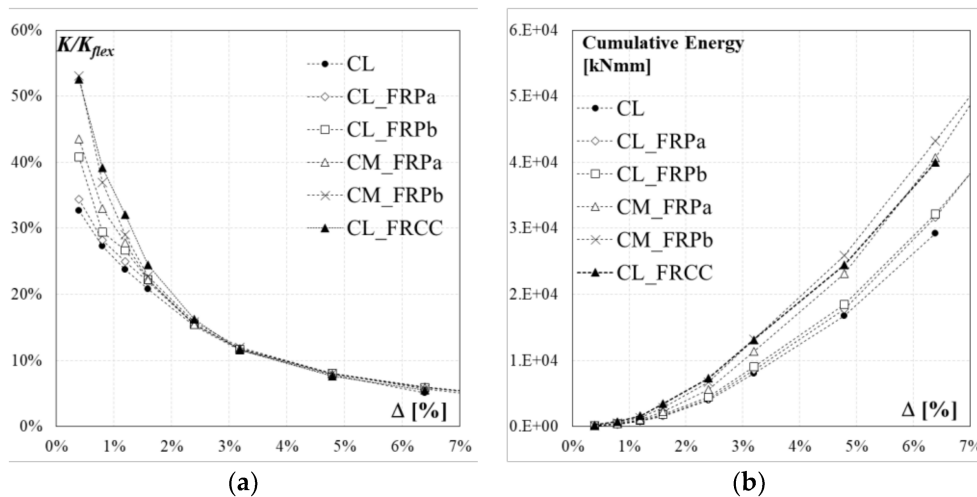 60%
K/Kflex
50%
40%
30%
20%
10%
0%
CL
CL_FRPa
CL_FRPb
CM_FRPa
CM_FRPb
CL_FRCC
Δ [%]
0% 1% 2% 3% 4% 5% 6% 7%
(a)
6.E+04
Cumulative Energy
[kNmm]
5.E+04
4.E+04
3.E+04
2.E+04
1.E+04
0.E+00
CL
CL_FRPa
CL_FRPb
CM_FRPa
CM_FRPb
CL_FRCC
Δ [%]
0% 1% 2% 3% 4% 5% 6% 7%
(b)